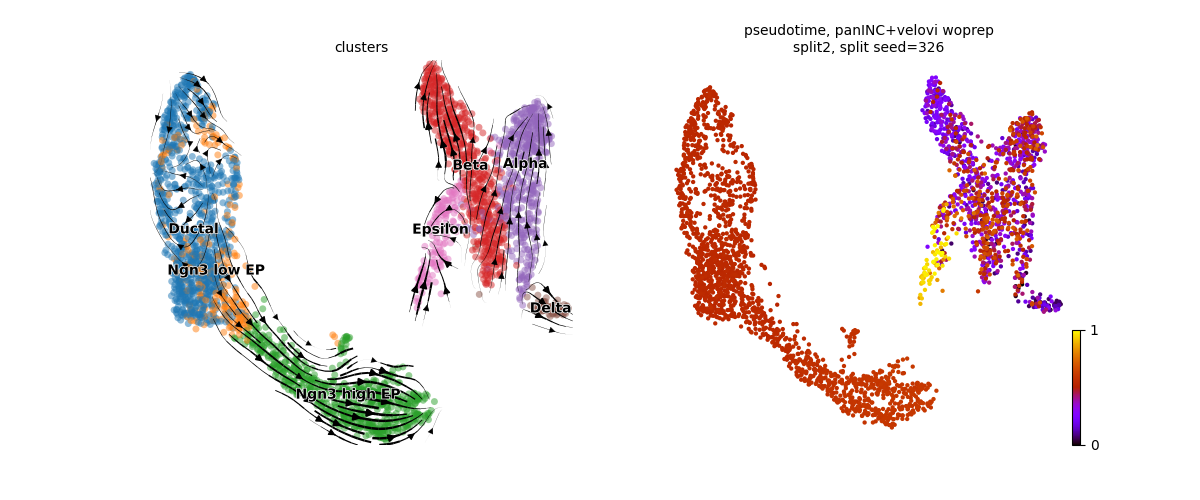 clusters
Beta
Alpha
Epsilon
Ductal
Ngn3 low EP
Delta
Ngn3 high EP
pseudotime, panINC+velovi woprep
split2, split seed=326
1
0